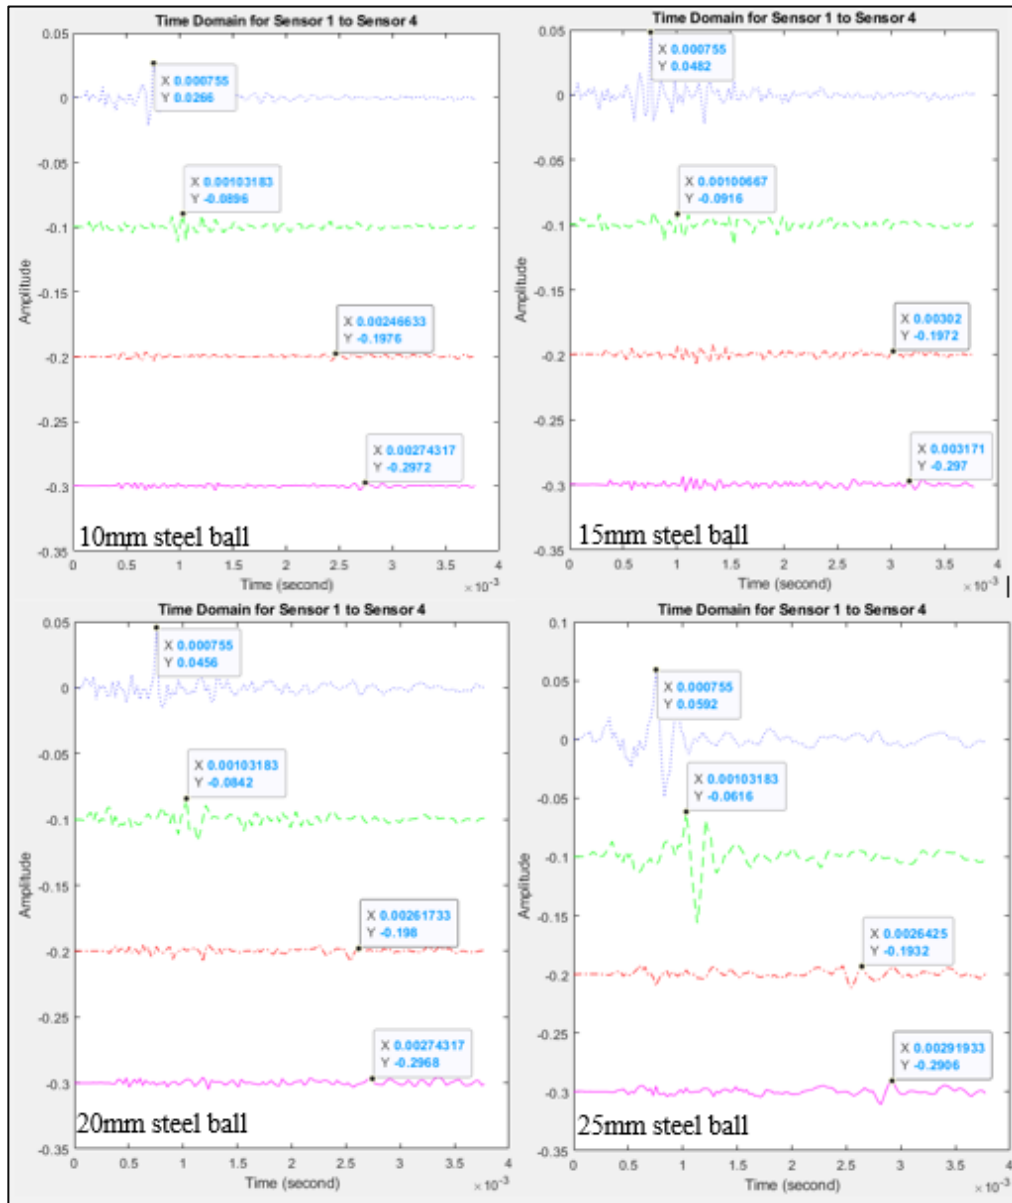 Time Domain for Sensor 1 to Sensor 4
0.05
0
-0.05
-0.1
-0.15
-0.2
-0.25
-0.3
-0.35
Amplitude
X 0.000755
Y 0.0266
X 0.00103183
Y -0.0896
X 0.00246633
Y -0.1976
X 0.00274317
Y -0.2972
10mm steel ball
0 0.5 1 1.5 2 2.5 3 3.5 4
Time (second)
×10-3
Time Domain for Sensor 1 to Sensor 4
0.05
0
-0.05
-0.1
-0.15
-0.2
-0.25
-0.3
-0.35
Amplitude
X 0.000755
Y 0.0482
X 0.00100667
Y -0.0916
X 0.00302
Y -0.1972
X 0.003171
Y -0.297
15mm steel ball
0 0.5 1 1.5 2 2.5 3 3.5 4
Time (second)
×10-3
Time Domain for Sensor 1 to Sensor 4
0.05
0
-0.05
-0.1
-0.15
-0.2
-0.25
-0.3
-0.35
Amplitude
X 0.000755
Y 0.0456
X 0.00103183
Y -0.0842
X 0.00261733
Y -0.198
X 0.00274317
Y -0.2968
20mm steel ball
0 0.5 1 1.5 2 2.5 3 3.5 4
Time (second)
×10-3
Time Domain for Sensor 1 to Sensor 4
0.1
0.05
0
-0.05
-0.1
-0.15
-0.2
-0.25
-0.3
-0.35
Amplitude
X 0.000755
Y 0.0592
X 0.00103183
Y -0.0616
X 0.0026425
Y -0.1932
X 0.00291933
Y -0.2906
25mm steel ball
0 0.5 1 1.5 2 2.5 3 3.5 4
Time (second)
×10-3